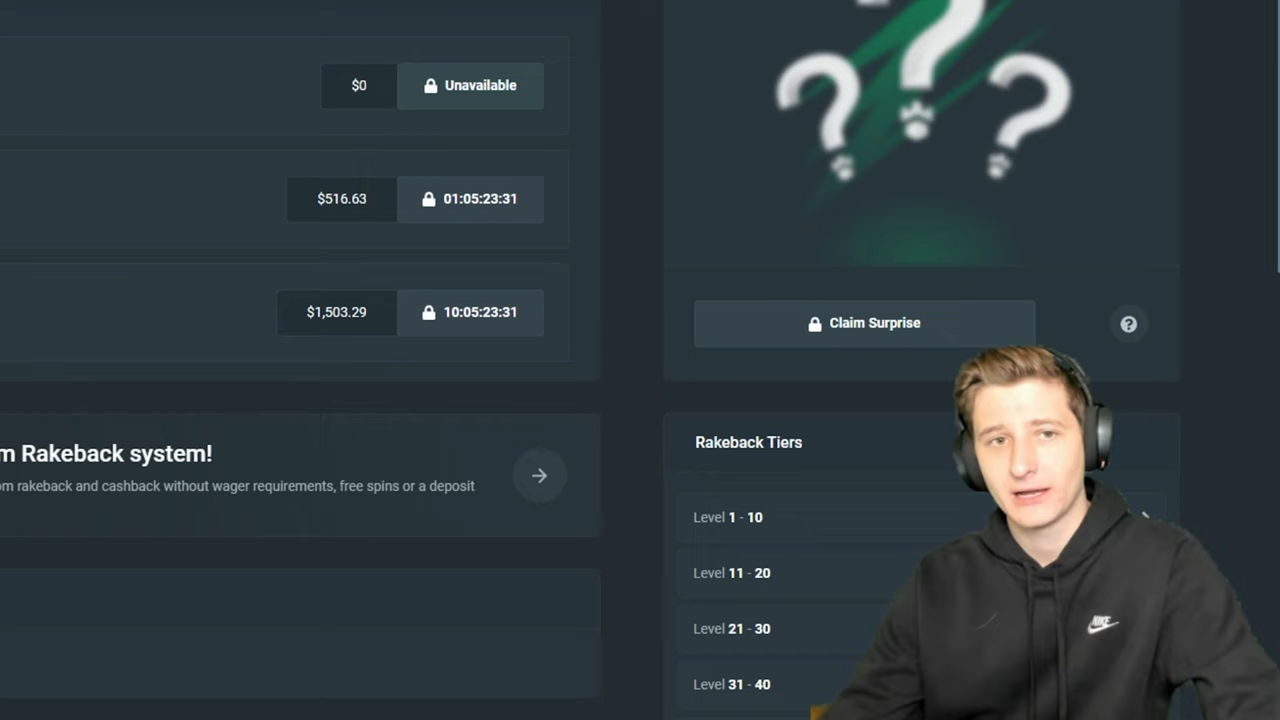 $0 Unavailable
$516.63 01:05:23:31
$1,503.29 10:05:23:31
Claim Surprise
?
Rakeback system!
rakeback and cashback without wager requirements, free spins or a deposit
Rakeback Tiers
Level 1 - 10
Level 11 - 20
Level 21 - 30
Level 31 - 40
NIKE